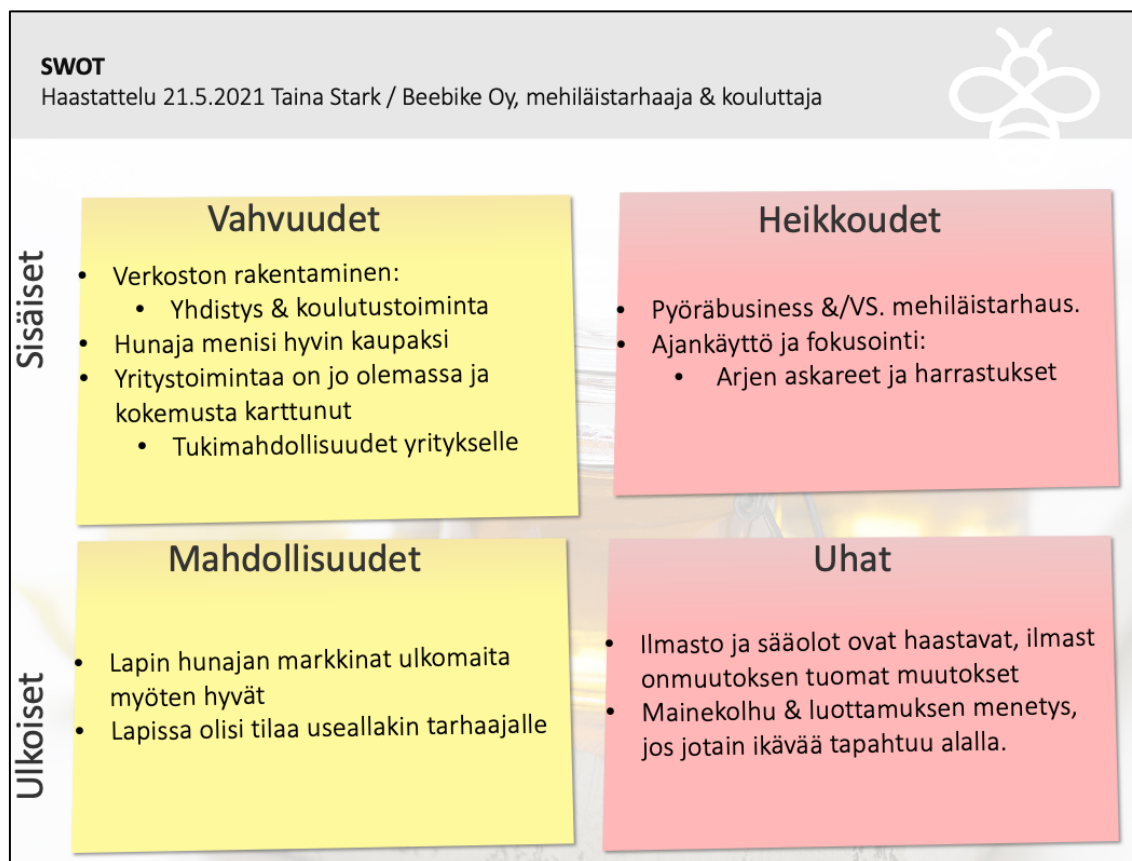 SWOT
Haastattelu 21.5.2021 Taina Stark / Beebike Oy, mehiläistarhaaja & kouluttaja
Sisäiset
Vahvuudet
• Verkoston rakentaminen:
• Yhdistys & koulutustoiminta
• Hunaja menisi hyvin kaupaksi
• Yritystoimintaa on jo olemassa ja
kokemusta karttunut
• Tukimahdollisuudet yritykselle
Heikkoudet
• Pyöräbusiness &/VS. mehiläistarhaus.
• Ajankäyttö ja fokusointi:
• Arjen askareet ja harrastukset
Ulkoiset
Mahdollisuudet
• Lapin hunajan markkinat ulkomaita
myöten hyvät
• Lapissa olisi tilaa useallakin tarhaajalle
Uhat
• Ilmasto ja sääolot ovat haastavat, ilmast
onmuutoksen tuomat muutokset
• Mainekolhu & luottamuksen menetys,
jos jotain ikävää tapahtuu alalla.